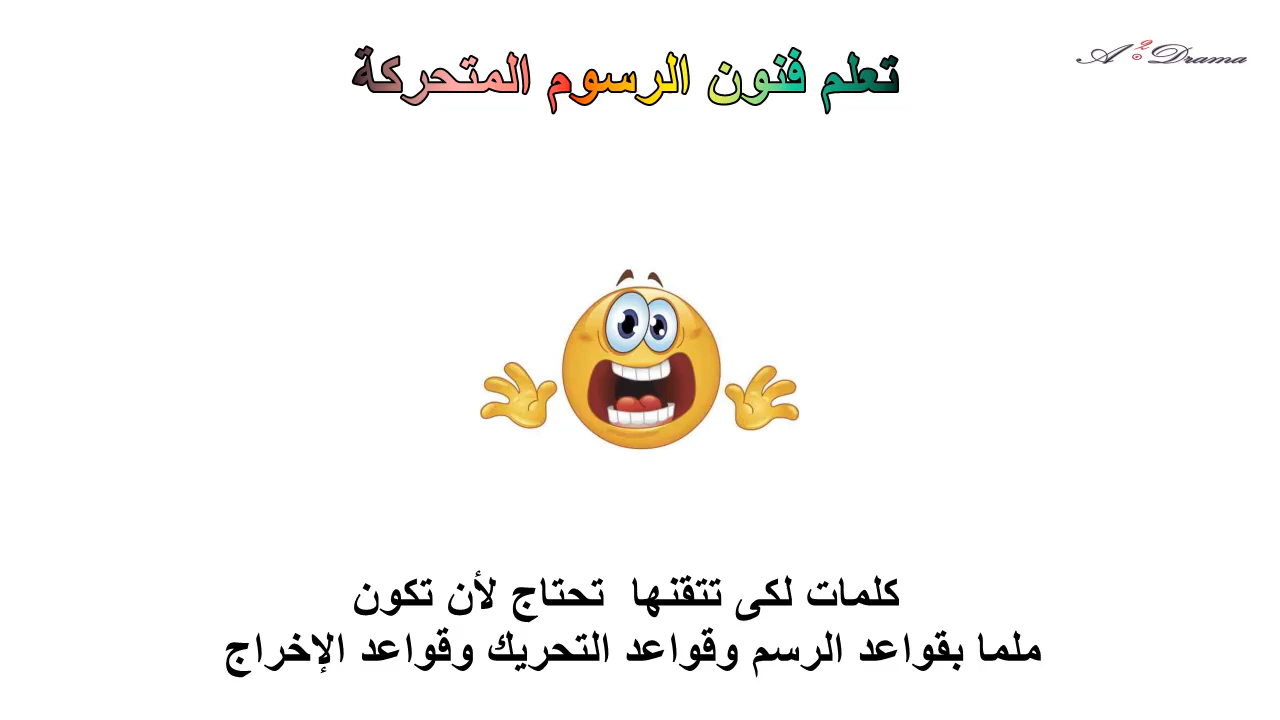 A2Drama
تعلم فنون الرسوم المتحركة
كلمات لكى تتقنها تحتاج لأن تكون
ملما بقواعد الرسم وقواعد التحريك وقواعد الإخراج